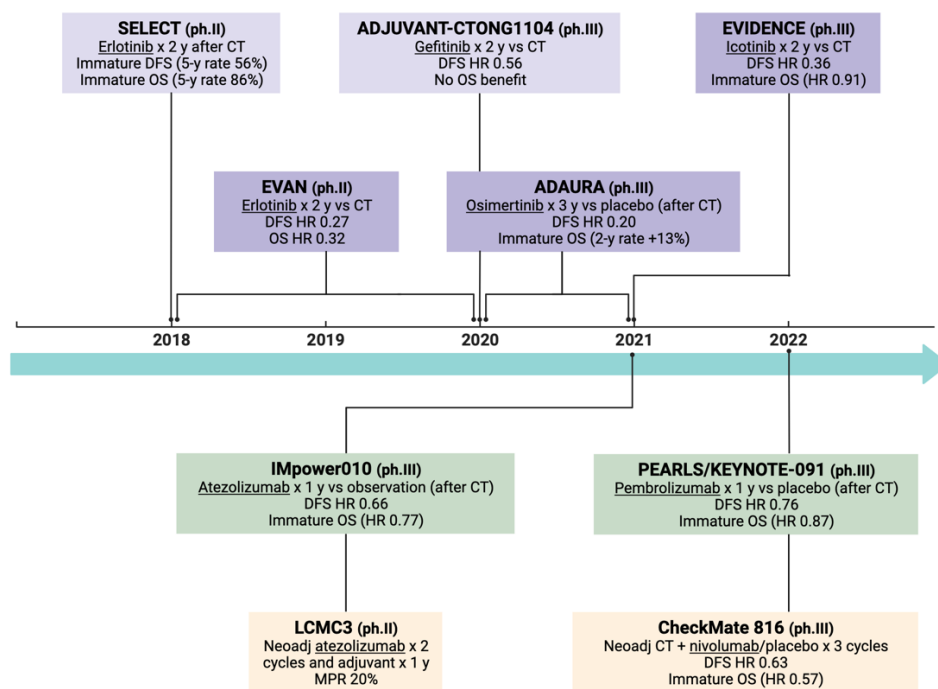 SELECT (ph.II)
Erlotinib x 2 y after CT
Immature DFS (5-y rate 56%)
Immature OS (5-y rate 86%)
ADJUVANT-CTONG1104 (ph.III)
Gefitinib x 2 y vs CT
DFS HR 0.56
No OS benefit
EVIDENCE (ph.III)
Icotinib x 2 y vs CT
DFS HR 0.36
Immature OS (HR 0.91)
EVAN (ph.II)
Erlotinib x 2 y vs CT
DFS HR 0.27
OS HR 0.32
ADAURA (ph.III)
Osimertinib x 3 y vs placebo (after CT)
DFS HR 0.20
Immature OS (2-y rate +13%)
2018
2019
2020
2021
2022
IMpower010 (ph.III)
Atezolizumab x 1 y vs observation (after CT)
DFS HR 0.66
Immature OS (HR 0.77)
PEARLS/KEYNOTE-091 (ph.III)
Pembrolizumab x 1 y vs placebo (after CT)
DFS HR 0.76
Immature OS (HR 0.87)
LCMC3 (ph.II)
Neoadj atezolizumab x 2
cycles and adjuvant x 1 y
MPR 20%
CheckMate 816 (ph.III)
Neoadj CT + nivolumab/placebo x 3 cycles
DFS HR 0.63
Immature OS (HR 0.57)